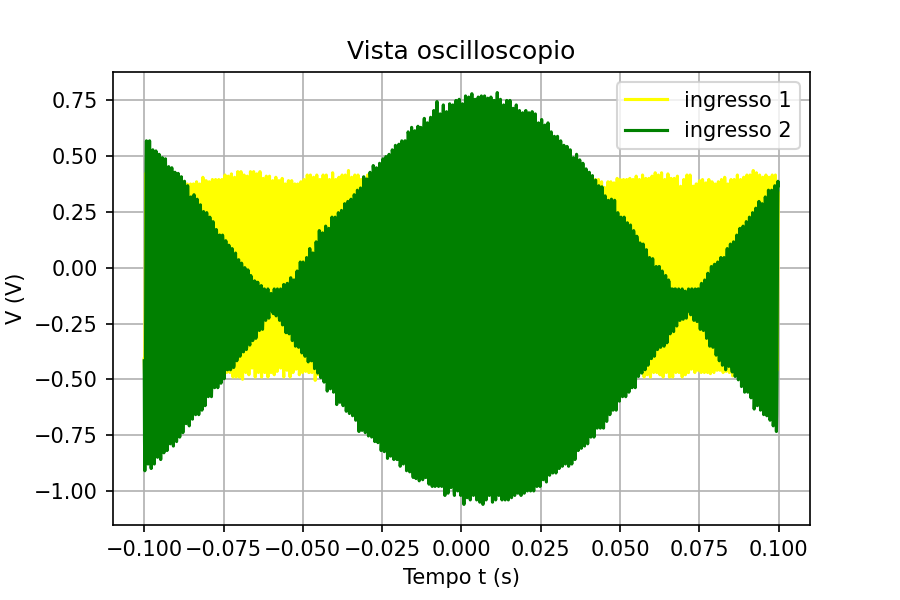 Vista oscilloscopio
ingresso 1
ingresso 2
V (V)
0.75
0.50
0.25
0.00
−0.25
−0.50
−0.75
−1.00
−0.100 −0.075 −0.050 −0.025 0.000 0.025 0.050 0.075 0.100
Tempo t (s)